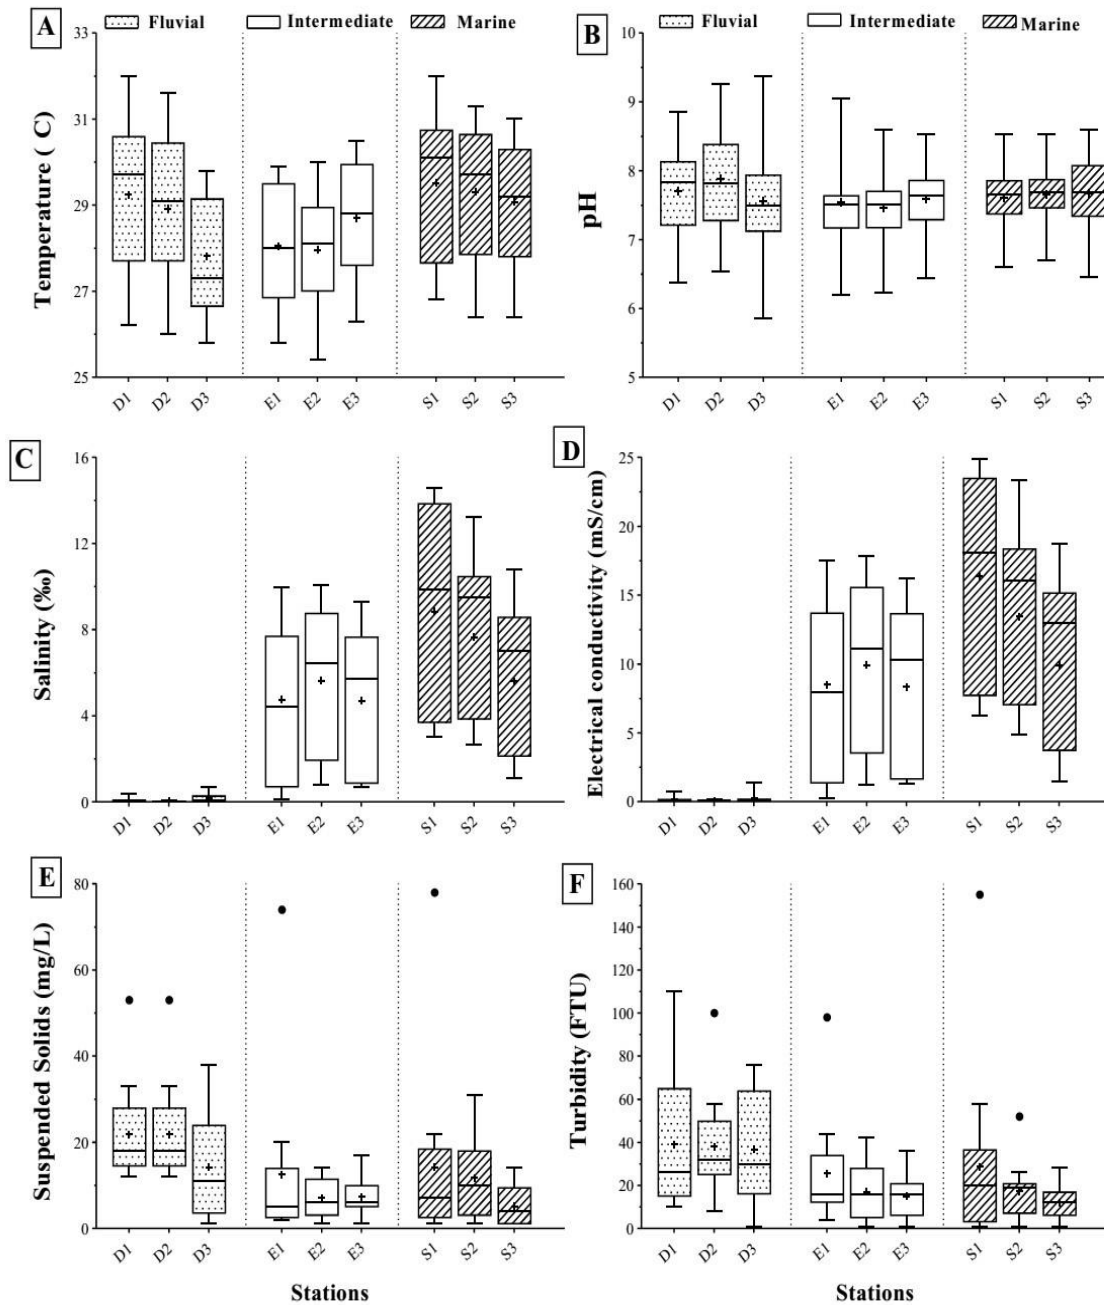 A Fluvial Intermediate Marine
Temperature ( C)
33
31
29
27
25
D1 D2 D3 E1 E2 E3 S1 S2 S3
B Fluvial Intermediate Marine
pH
10
9
8
7
6
5
D1 D2 D3 E1 E2 E3 S1 S2 S3
C
Salinity (‰)
16
12
8
4
0
D1 D2 D3 E1 E2 E3 S1 S2 S3
D
Electrical conductivity (mS/cm)
25
20
15
10
5
0
D1 D2 D3 E1 E2 E3 S1 S2 S3
E
Suspended Solids (mg/L)
80
60
40
20
0
D1 D2 D3 E1 E2 E3 S1 S2 S3
Stations
F
Turbidity (FTU)
160
140
120
100
80
60
40
20
0
D1 D2 D3 E1 E2 E3 S1 S2 S3
Stations